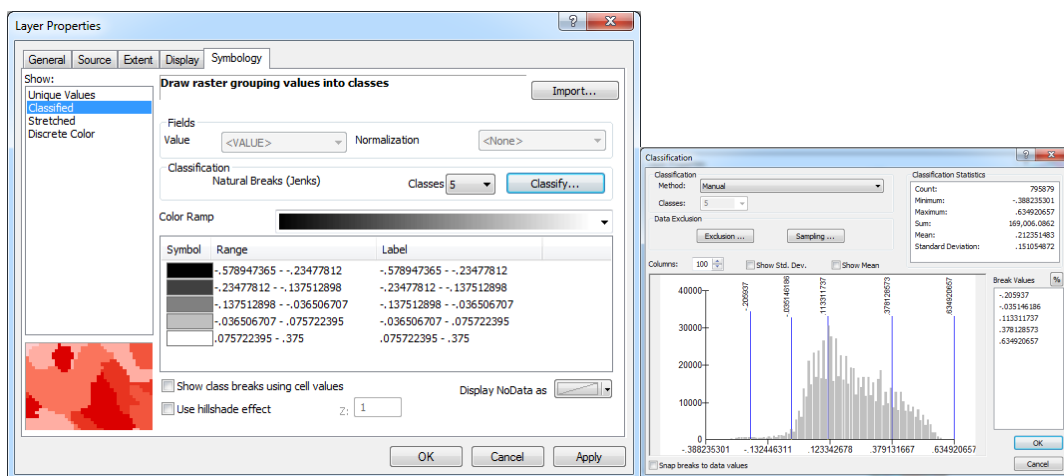 Layer Properties
General Source Extent Display Symbology
Show:
Unique Values
Classified
Stretched
Discrete Color
Draw raster grouping values into classes
Import...
Fields
Value <VALUE> Normalization <None>
Classification
Natural Breaks (Jenks) Classes 5 Classify...
Color Ramp
Symbol Range Label
-.578947365 - -.23477812 -.578947365 - -.23477812
-.23477812 - -.137512898 -.23477812 - -.137512898
-.137512898 - -.036506707 -.137512898 - -.036506707
-.036506707 - .075722395 -.036506707 - .075722395
.075722395 - .375 .075722395 - .375
Show class breaks using cell values
Display NoData as
Use hillshade effect Z: 1
OK Cancel Apply
Classification
Classification
Method: Manual
Classes: 5
Data Exclusion
Exclusion ... Sampling ...
Classification Statistics
Count: 795879
Minimum: -.388235301
Maximum: .634920657
Sum: 169,006.0862
Mean: .212351483
Standard Deviation: .151054872
Columns: 100 Show Std. Dev. Show Mean
Break Values %
-.205937
-.035146186
.113311737
.378128573
.634920657
-.205937 -.035146186 .113311737 .378128573 .634920657
40000
30000
20000
10000
0
-.388235301 -.132446311 .123342678 .379131667 .634920657
Snap breaks to data values
OK
Cancel